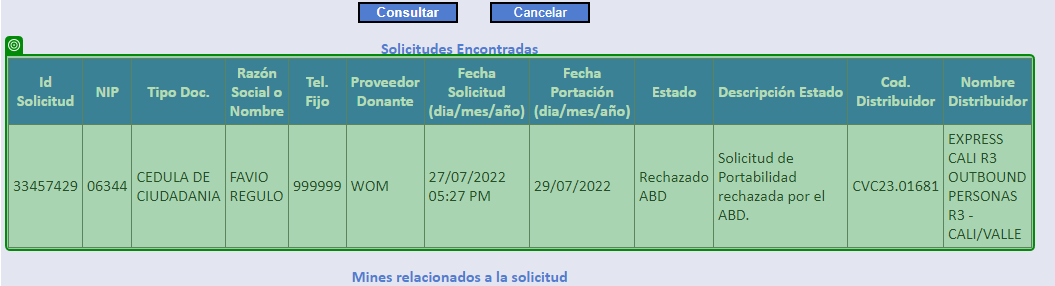 Consultar Cancelar
Solicitudes Encontradas
Id Solicitud NIP Tipo Doc. Razón Social o Nombre Tel. Fijo Proveedor Donante Fecha Solicitud (dia/mes/año) Fecha Portación (dia/mes/año) Estado Descripción Estado Cod. Distribuidor Nombre Distribuidor
33457429 06344 CEDULA DE CIUDADANIA FAVIO REGULO 999999 WOM 27/07/2022 05:27 PM 29/07/2022 Rechazado ABD Solicitud de Portabilidad rechazada por el ABD. CVC23.01681 EXPRESS CALI R3 OUTBOUND PERSONAS R3 - CALI/VALLE
Mines relacionados a la solicitud